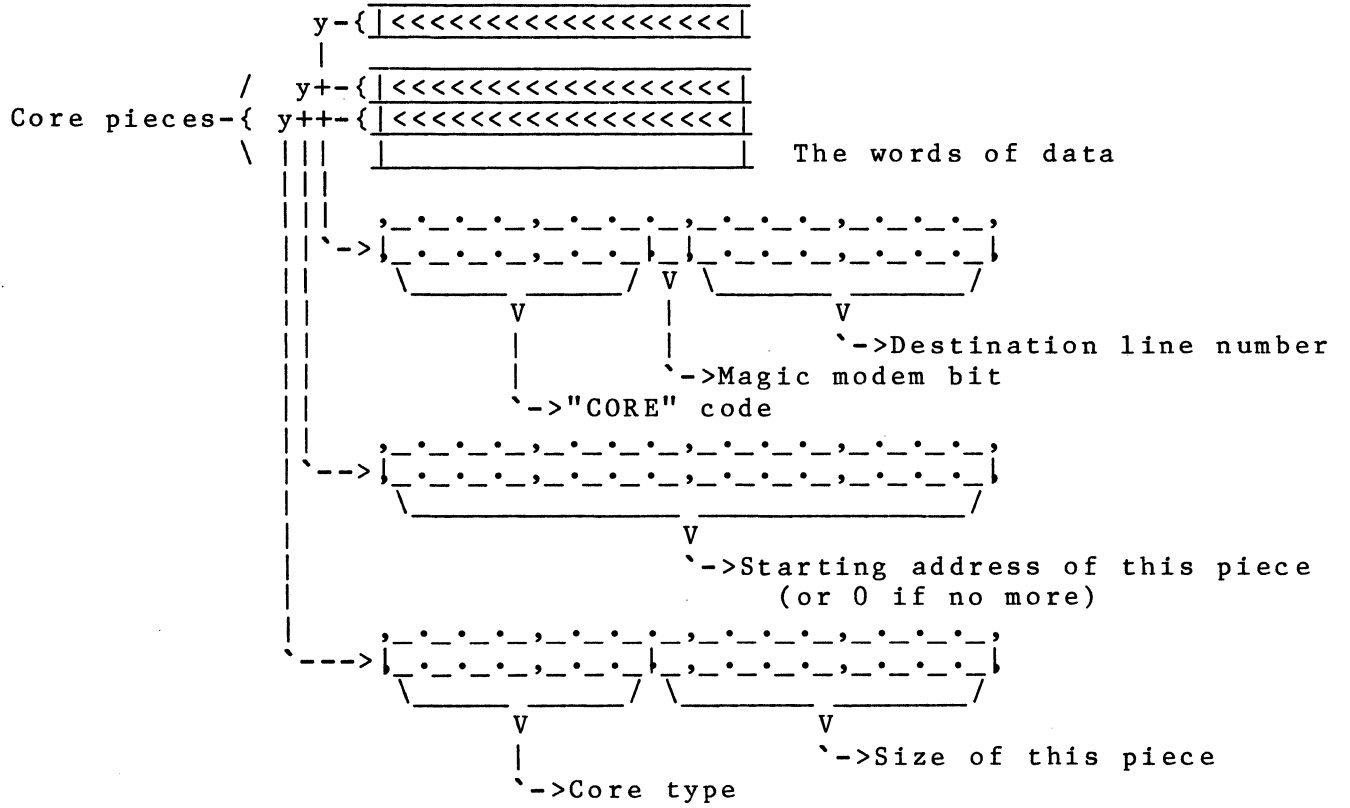 y-{|<<<<<<<<<<<<<<<<<<|
y+-{|<<<<<<<<<<<<<<<<<<|
Core pieces-{ y++-{|<<<<<<<<<<<<<<<<<<|
The words of data
`->
V
V
V
`->Destination line number
`->Magic modem bit
`->"CORE" code
`-->
V
`->Starting address of this piece
(or 0 if no more)
`--->
V
V
`->Size of this piece
`->Core type